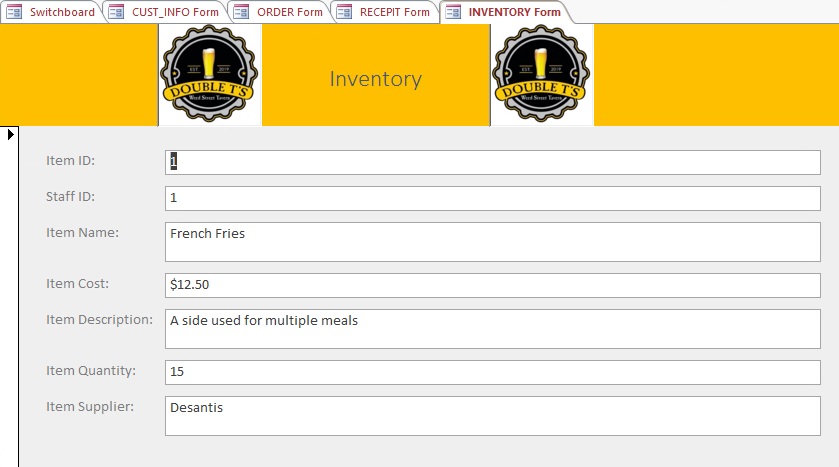 Switchboard CUST_INFO Form ORDER Form RECEPIT Form INVENTORY Form
EST. 2019
DOUBLE T'S
Weed Street Tavern
Inventory
EST. 2019
DOUBLE T'S
Weed Street Tavern
Item ID: 1
Staff ID: 1
Item Name: French Fries
Item Cost: $12.50
Item Description: A side used for multiple meals
Item Quantity: 15
Item Supplier: Desantis